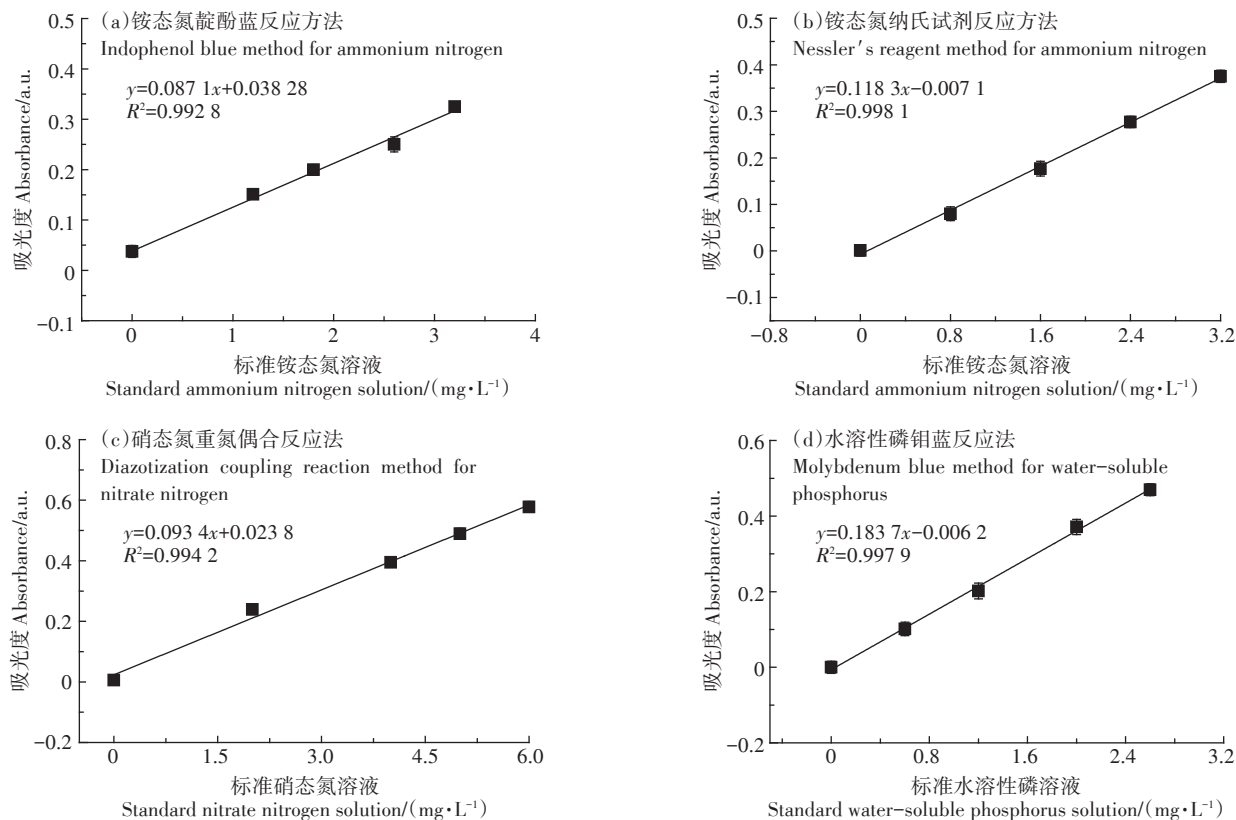 (a)铵态氮靛酚蓝反应方法
Indophenol blue method for ammonium nitrogen
y=0.087 1x+0.038 28
R²=0.992 8
0.5
0.4
0.3
0.2
0.1
0
−0.1
吸光度 Absorbance/a.u.
0 1 2 3 4
标准铵态氮溶液
Standard ammonium nitrogen solution/(mg·L⁻¹)
(b)铵态氮纳氏试剂反应方法
Nessler's reagent method for ammonium nitrogen
y=0.118 3x−0.007 1
R²=0.998 1
0.5
0.4
0.3
0.2
0.1
0
−0.1
吸光度 Absorbance/a.u.
−0.8 0 0.8 1.6 2.4 3.2
标准铵态氮溶液
Standard ammonium nitrogen solution/(mg·L⁻¹)
(c)硝态氮重氮偶合反应法
Diazotization coupling reaction method for
nitrate nitrogen
y=0.093 4x+0.023 8
R²=0.994 2
0.8
0.6
0.4
0.2
0
−0.2
吸光度 Absorbance/a.u.
0 1.5 3.0 4.5 6.0
标准硝态氮溶液
Standard nitrate nitrogen solution/(mg·L⁻¹)
(d)水溶性磷钼蓝反应法
Molybdenum blue method for water−soluble
phosphorus
y=0.183 7x−0.006 2
R²=0.997 9
0.6
0.4
0.2
0
−0.2
吸光度 Absorbance/a.u.
0 0.8 1.6 2.4 3.2
标准水溶性磷溶液
Standard water−soluble phosphorus solution/(mg·L⁻¹)